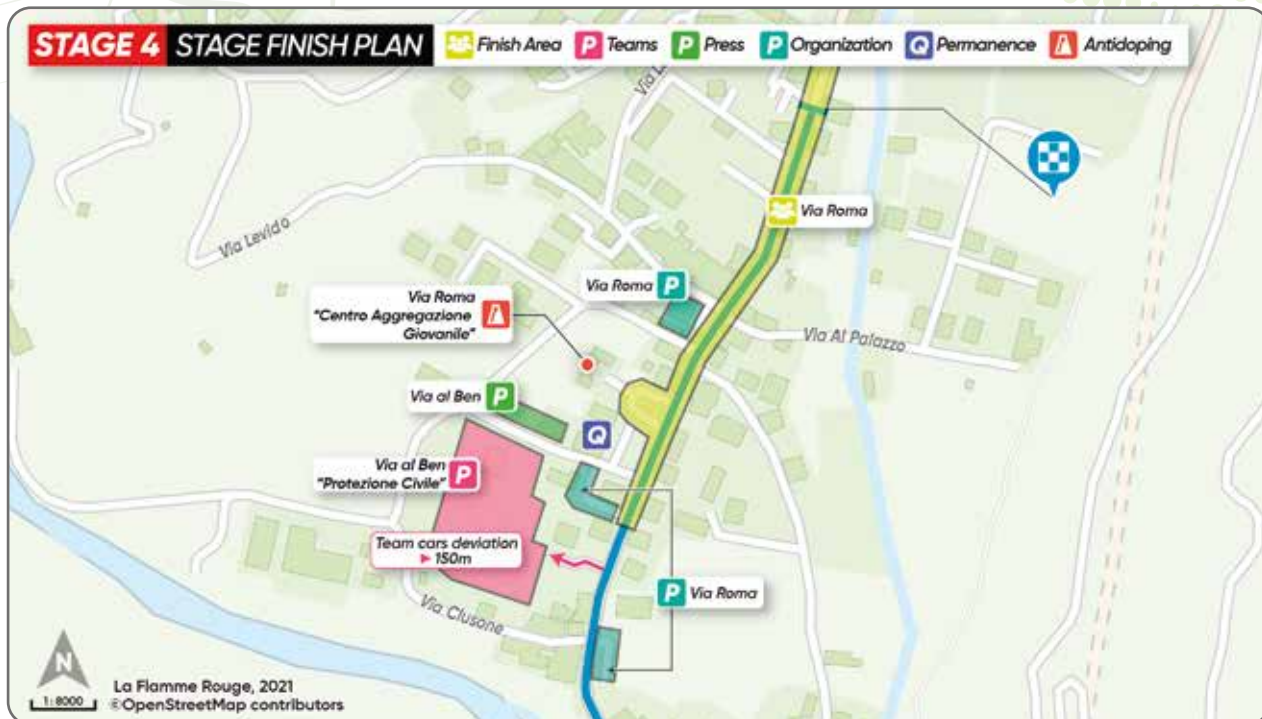 STAGE 4 STAGE FINISH PLAN Finish Area P Teams P Press P Organization Q Permanence Antidoping
Via L
Via Levido
Via Roma
Via Roma P
Via Roma
"Centro Aggregazione
Giovanile"
Via Al Palazzo
Via al Ben P
Q
Via al Ben
"Protezione Civile" P
Team cars deviation
► 150m
P Via Roma
Via Clusone
N
1:8000
La Flamme Rouge, 2021
©OpenStreetMap contributors